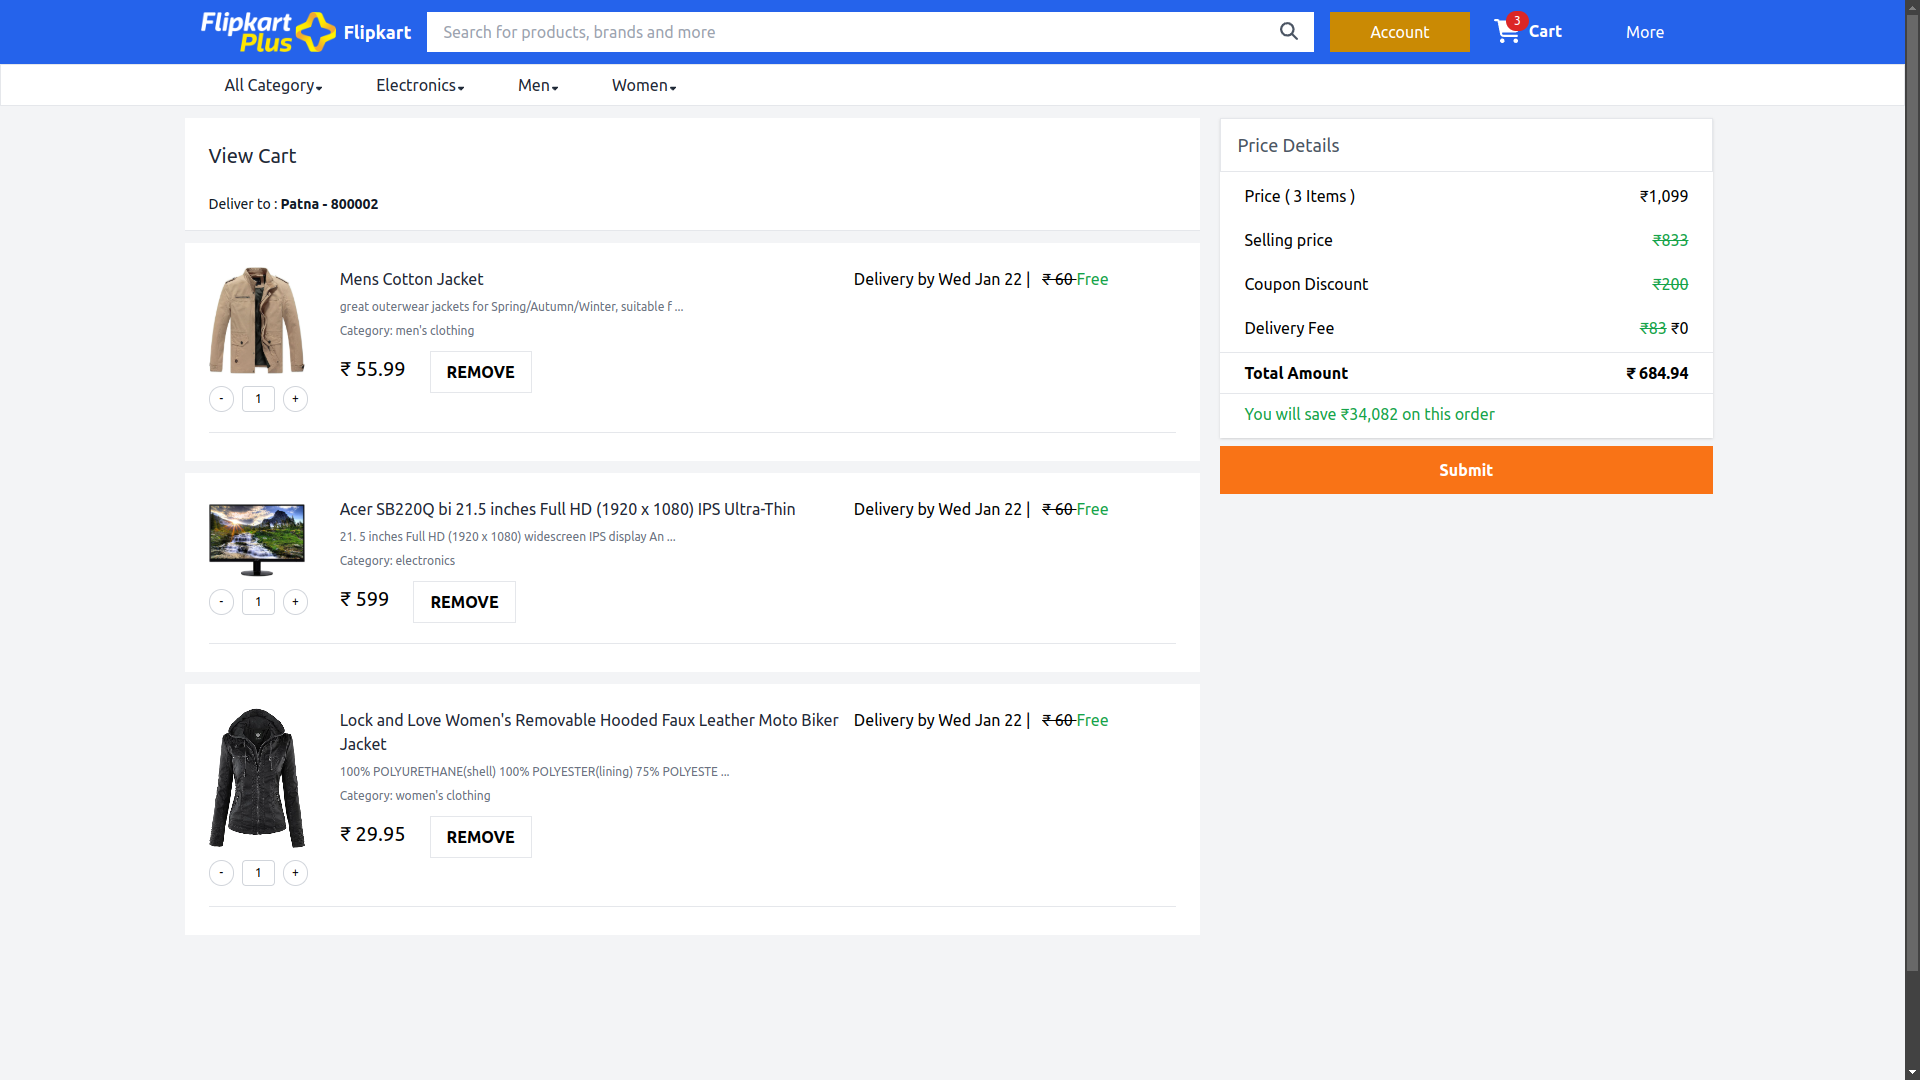 Flipkart Plus Flipkart
Search for products, brands and more
Account
3 Cart
More
All Category
Electronics
Men
Women
View Cart
Deliver to : Patna - 800002
Mens Cotton Jacket
great outerwear jackets for Spring/Autumn/Winter, suitable f ...
Category: men's clothing
₹ 55.99 REMOVE
- 1 +
Delivery by Wed Jan 22 | ₹ 60 Free
Acer SB220Q bi 21.5 inches Full HD (1920 x 1080) IPS Ultra-Thin
21. 5 inches Full HD (1920 x 1080) widescreen IPS display An ...
Category: electronics
₹ 599 REMOVE
- 1 +
Delivery by Wed Jan 22 | ₹ 60 Free
Lock and Love Women's Removable Hooded Faux Leather Moto Biker
Jacket
100% POLYURETHANE(shell) 100% POLYESTER(lining) 75% POLYESTE ...
Category: women's clothing
₹ 29.95 REMOVE
- 1 +
Delivery by Wed Jan 22 | ₹ 60 Free
Price Details
Price ( 3 Items ) ₹1,099
Selling price ₹833
Coupon Discount ₹200
Delivery Fee ₹83 ₹0
Total Amount ₹ 684.94
You will save ₹34,082 on this order
Submit